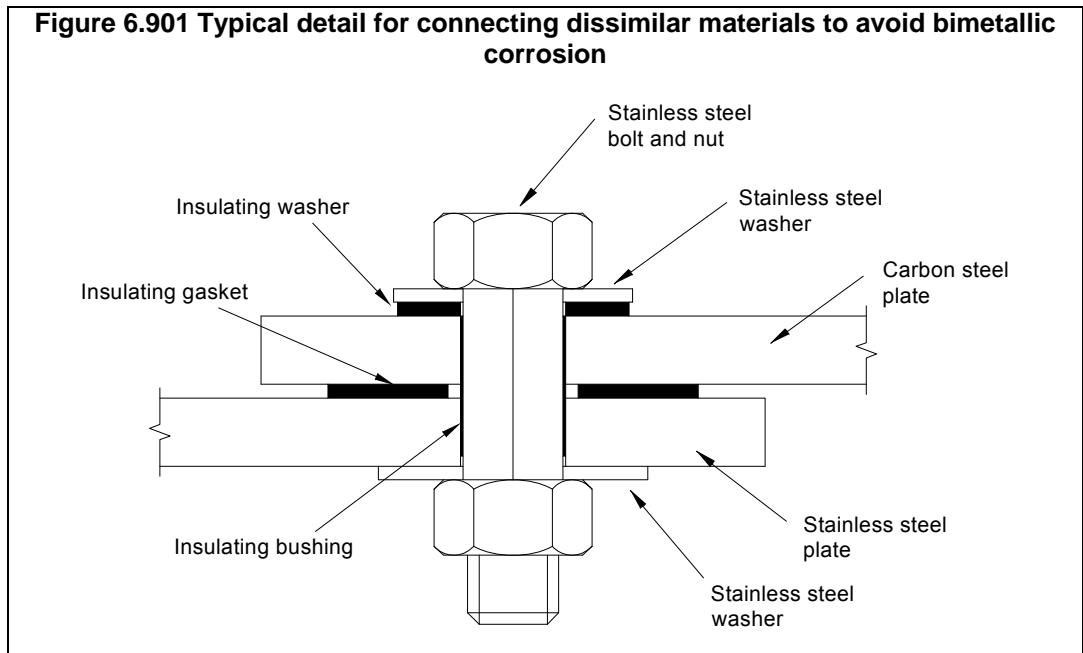 Figure 6.901 Typical detail for connecting dissimilar materials to avoid bimetallic
corrosion
Stainless steel
bolt and nut
Insulating washer
Stainless steel
washer
Insulating gasket
Carbon steel
plate
Insulating bushing
Stainless steel
plate
Stainless steel
washer